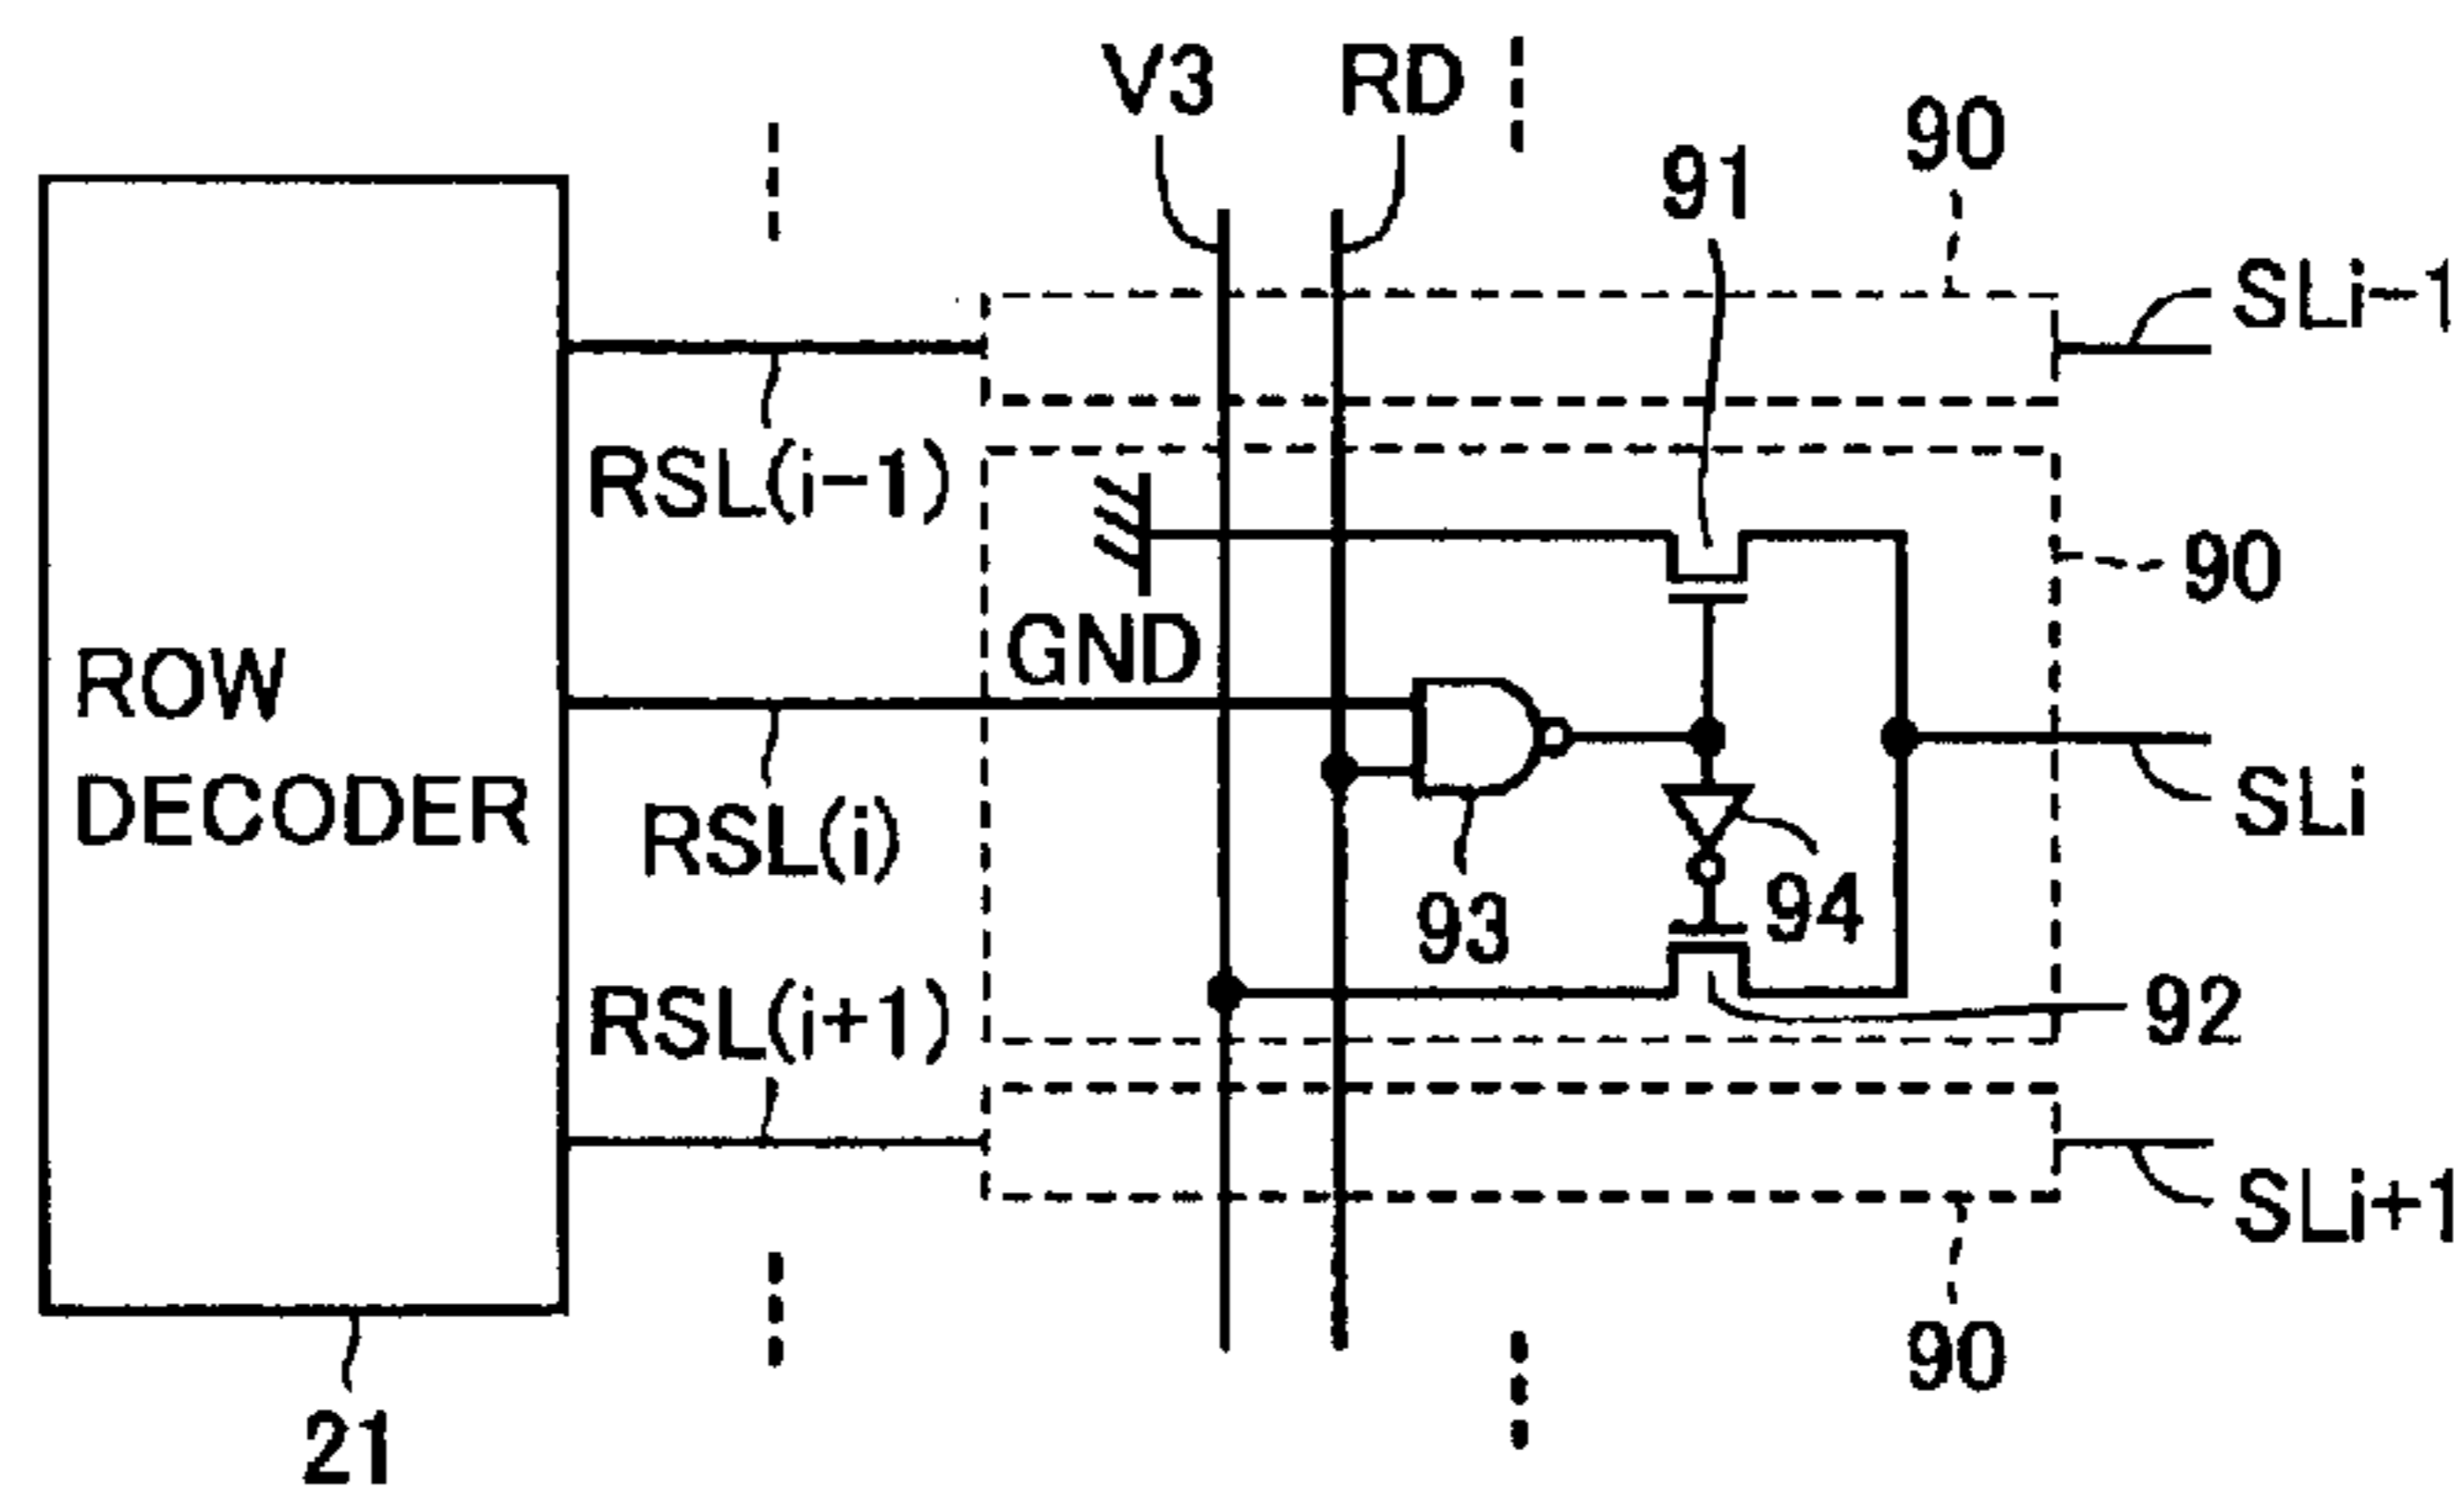 V3
RD
90
91
SLi-1
RSL(i-1)
90
GND
ROW
DECODER
RSL(i)
SLi
93
94
RSL(i+1)
92
SLi+1
90
21